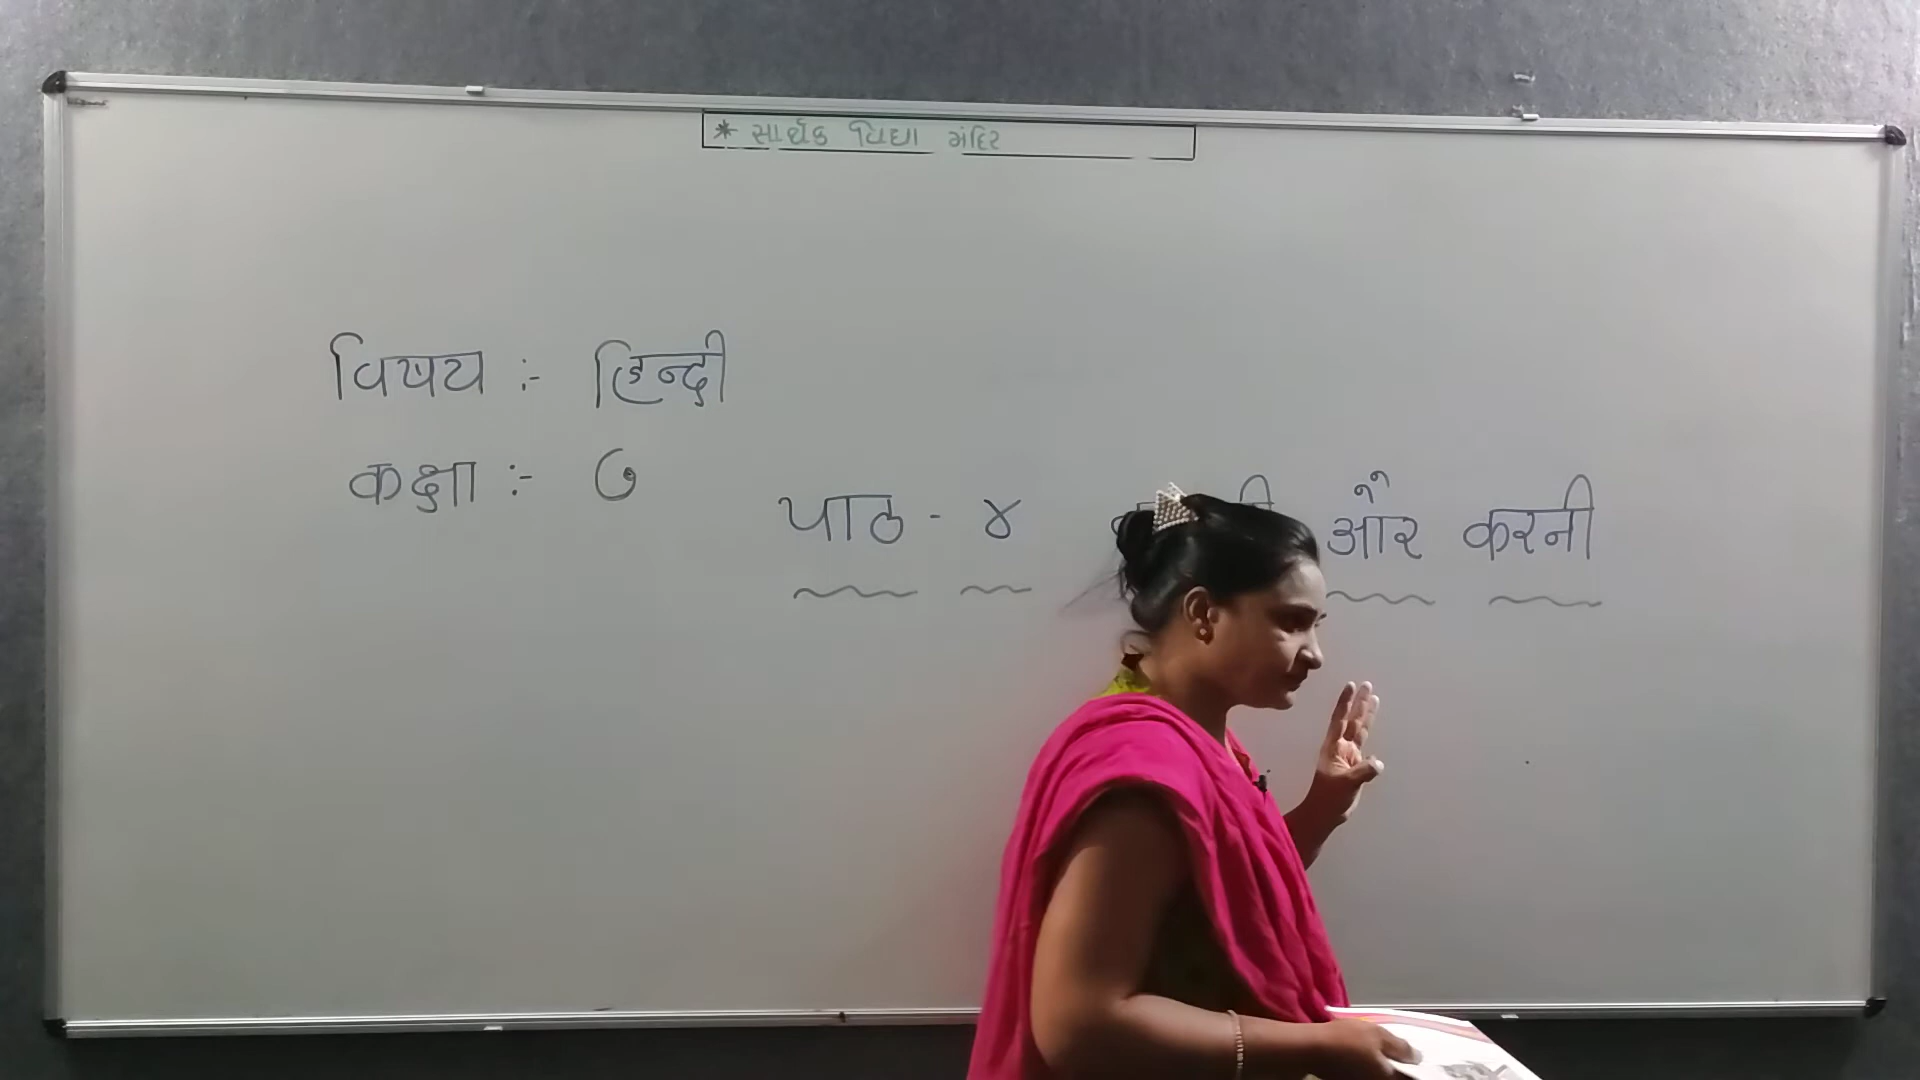 * સાર્થક વિદ્યા મંદિર
विषय :- हिन्दी
कक्षा :- ७
पाठ - ४ और करनी